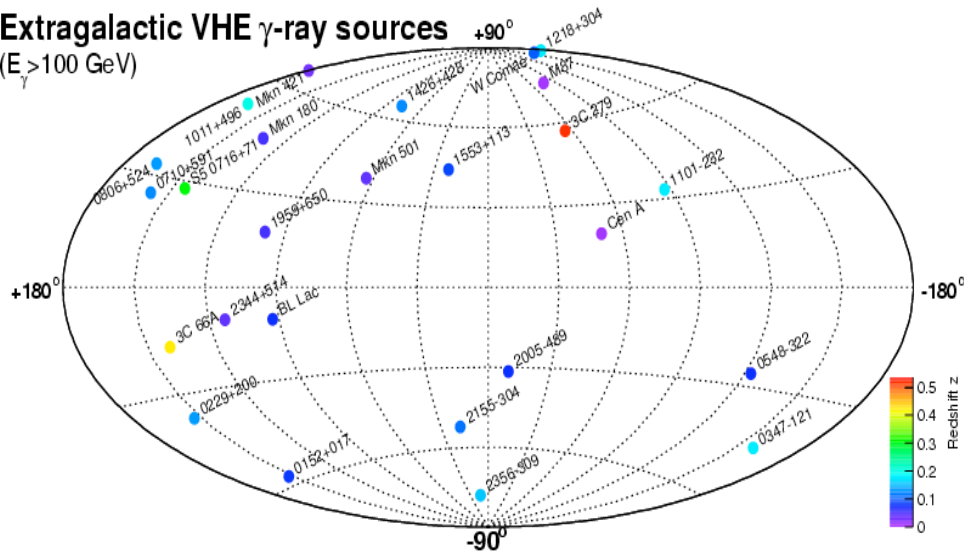 Extragalactic VHE γ-ray sources
(Eγ>100 GeV)
+90°
1218+304
W Comae
M87
1426+428
Mkn 421
1011+496
Mkn 180
3C 279
1553+113
S5 0716+71
0710+591
0806+524
Mkn 501
1101-232
1959+650
Cen A
+180°
-180°
2344+514
BL Lac
3C 66A
2005-489
0548-322
0229+200
2155-304
0347-121
0152+017
2356-309
-90°
0.5
0.4
0.3
0.2
0.1
0
Redshift z